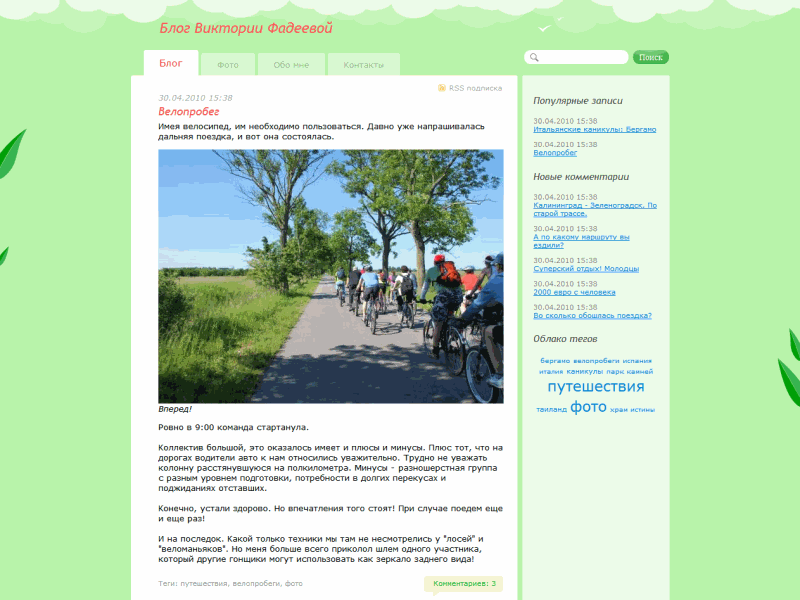 Блог Виктории Фадеевой
Блог
Фото
Обо мне
Контакты
Поиск
RSS подписка
30.04.2010 15:38
Велопробег
Имея велосипед, им необходимо пользоваться. Давно уже напрашивалась
дальняя поездка, и вот она состоялась.
Вперед!
Ровно в 9:00 команда стартанула.
Коллектив большой, это оказалось имеет и плюсы и минусы. Плюс тот, что на
дорогах водители авто к нам относились уважительно. Трудно не уважать
колонну расстянувшуюся на полкилометра. Минусы - разношерстная группа
с разным уровнем подготовки, потребности в долгих перекусах и
поджиданиях отставших.
Конечно, устали здорово. Но впечатления того стоят! При случае поедем еще
и еще раз!
И на последок. Какой только техники мы там не несмотрелись у "лосей" и
"веломаньяков". Но меня больше всего приколол шлем одного участника,
который другие гонщики могут использовать как зеркало заднего вида!
Теги: путешествия, велопробеги, фото
Комментариев: 3
Популярные записи
30.04.2010 15:38
Итальянские каникулы: Бергамо
30.04.2010 15:38
Велопробег
Новые комментарии
30.04.2010 15:38
Калининград - Зеленоградск. По
старой трассе.
30.04.2010 15:38
А по какому маршруту вы
ездили?
30.04.2010 15:38
Суперский отдых! Молодцы
30.04.2010 15:38
2000 евро с человека
30.04.2010 15:38
Во сколько обошлась поездка?
Облако тегов
бергамо велопробеги испания
италия каникулы парк камней
путешествия
таиланд фото храм истины